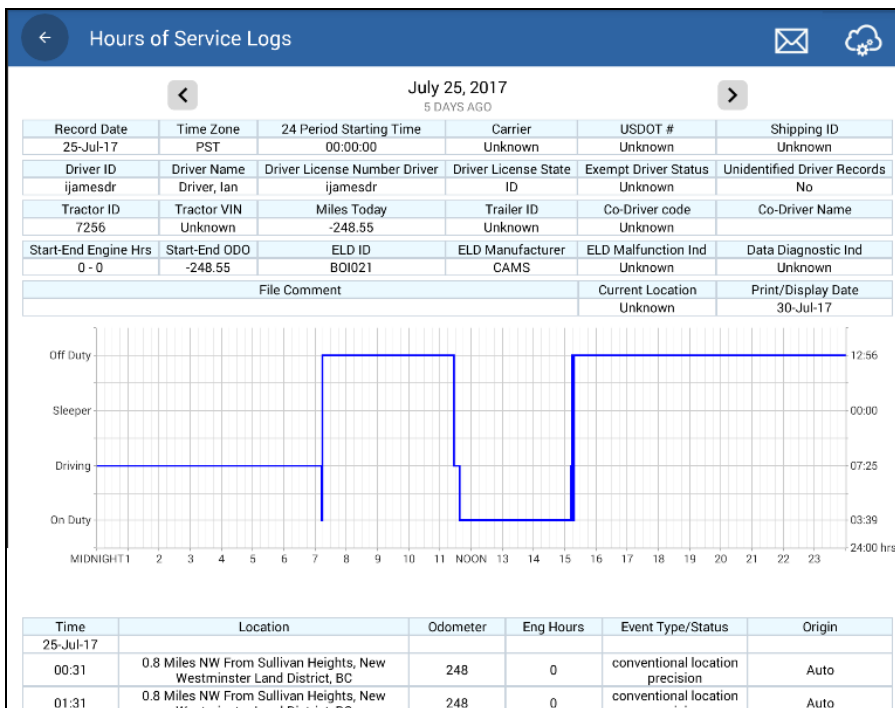 Hours of Service Logs
July 25, 2017
5 DAYS AGO
Record Date Time Zone 24 Period Starting Time Carrier USDOT # Shipping ID
25-Jul-17 PST 00:00:00 Unknown Unknown Unknown
Driver ID Driver Name Driver License Number Driver Driver License State Exempt Driver Status Unidentified Driver Records
ijamesdr Driver, Ian ijamesdr ID Unknown No
Tractor ID Tractor VIN Miles Today Trailer ID Co-Driver code Co-Driver Name
7256 Unknown -248.55 Unknown Unknown
Start-End Engine Hrs Start-End ODO ELD ID ELD Manufacturer ELD Malfunction Ind Data Diagnostic Ind
0 - 0 -248.55 BOI021 CAMS Unknown Unknown
File Comment Current Location Print/Display Date
Unknown 30-Jul-17
Off Duty 12:56
Sleeper 00:00
Driving 07:25
On Duty 03:39
24:00 hrs
MIDNIGHT 1 2 3 4 5 6 7 8 9 10 11 NOON 13 14 15 16 17 18 19 20 21 22 23
Time Location Odometer Eng Hours Event Type/Status Origin
25-Jul-17
00:31 0.8 Miles NW From Sullivan Heights, New Westminster Land District, BC 248 0 conventional location precision Auto
01:31 0.8 Miles NW From Sullivan Heights, New 248 0 conventional location Auto